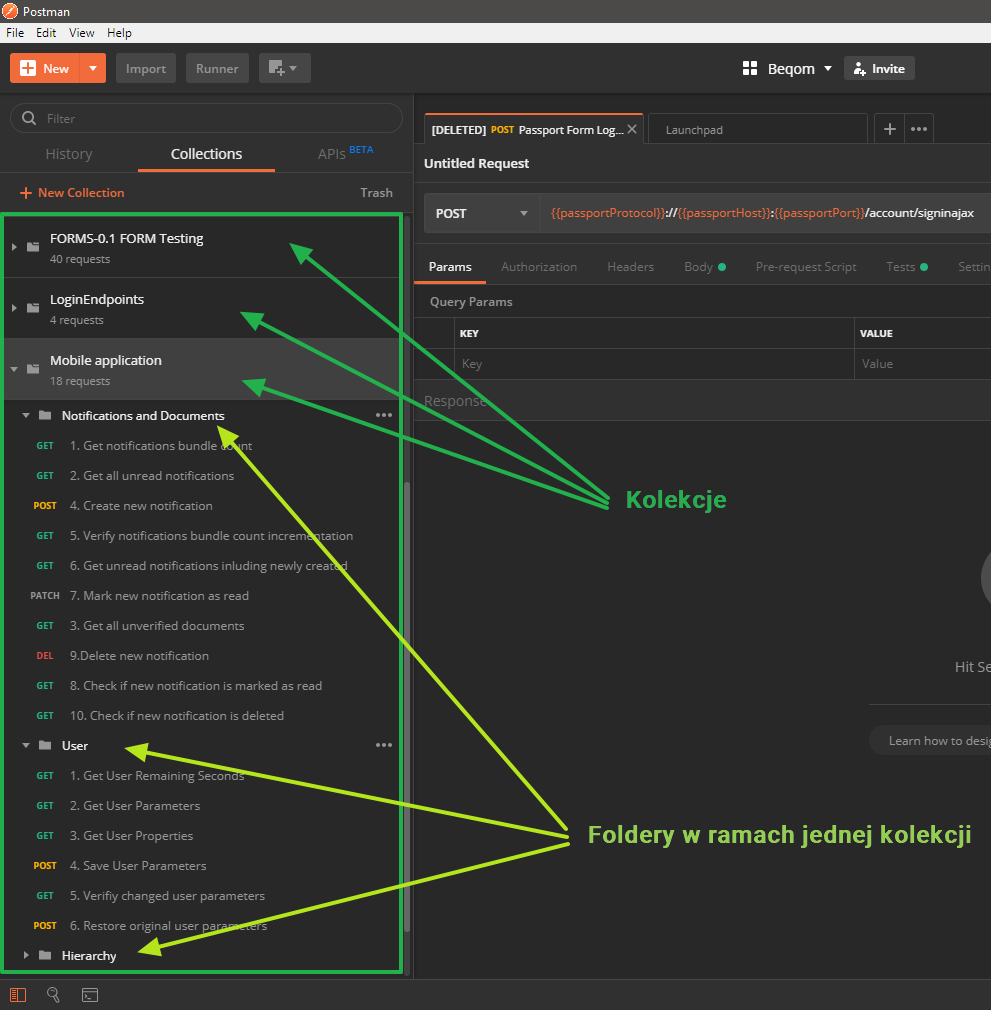 Postman
File Edit View Help
New Import Runner Beqom Invite
Filter
History Collections APIs BETA
New Collection Trash
FORMS-0.1 FORM Testing
40 requests
LoginEndpoints
4 requests
Mobile application
18 requests
Notifications and Documents
GET 1. Get notifications bundle count
GET 2. Get all unread notifications
POST 4. Create new notification
GET 5. Verify notifications bundle count incrementation
GET 6. Get unread notifications inluding newly created
PATCH 7. Mark new notification as read
GET 3. Get all unverified documents
DEL 9.Delete new notification
GET 8. Check if new notification is marked as read
GET 10. Check if new notification is deleted
User
GET 1. Get User Remaining Seconds
GET 2. Get User Parameters
GET 3. Get User Properties
POST 4. Save User Parameters
GET 5. Verifiy changed user parameters
POST 6. Restore original user parameters
Hierarchy
[DELETED] POST Passport Form Log... Launchpad
Untitled Request
POST {{passportProtocol}}://{{passportHost}}:{{passportPort}}/account/signinajax
Params Authorization Headers Body Pre-request Script Tests Settin
Query Params
KEY VALUE
Key Value
Response
Kolekcje
Hit Se
Learn how to desig
Foldery w ramach jednej kolekcji